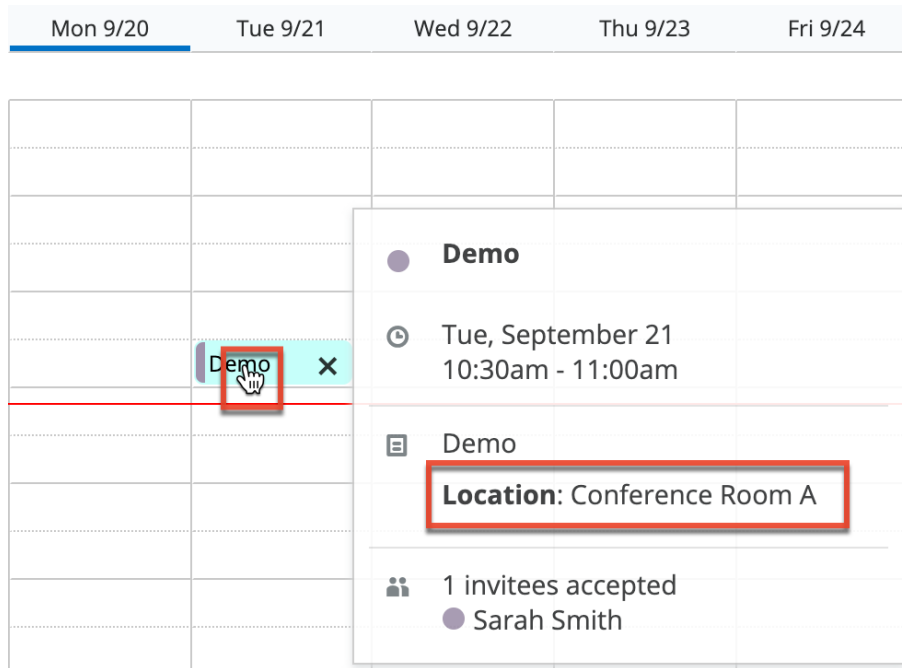 Mon 9/20 Tue 9/21 Wed 9/22 Thu 9/23 Fri 9/24
Demo
Demo
Tue, September 21
10:30am - 11:00am
Demo
Location: Conference Room A
1 invitees accepted
Sarah Smith